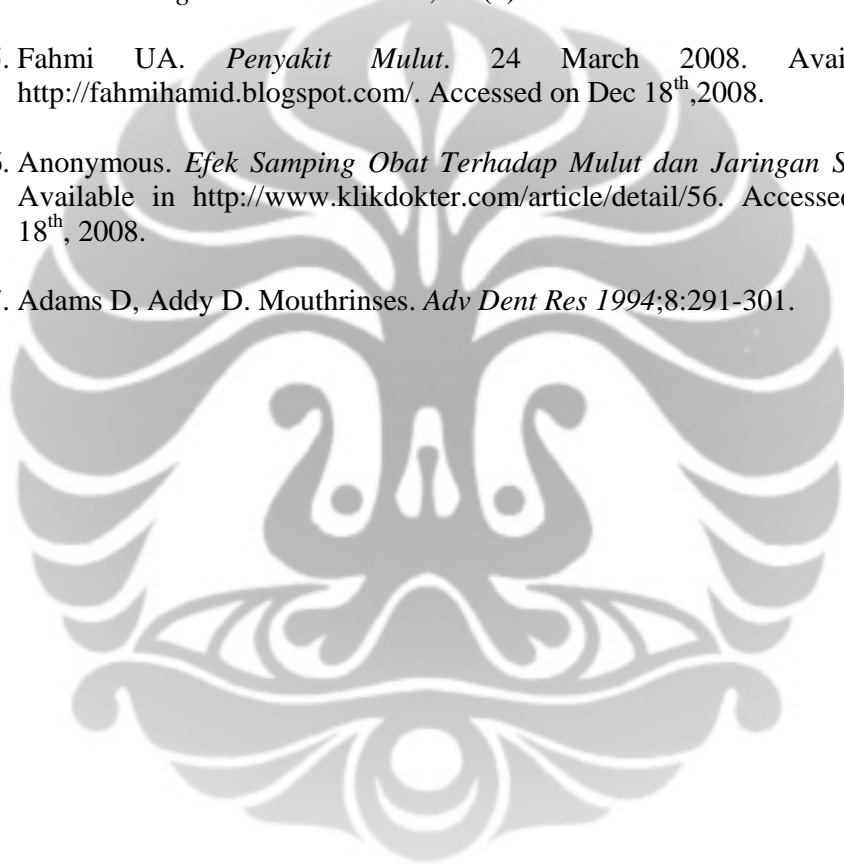 . Fahmi UA. Penyakit Mulut. 24 March 2008. Avai
http://fahmihamid.blogspot.com/. Accessed on Dec 18th,2008.
. Anonymous. Efek Samping Obat Terhadap Mulut dan Jaringan S
Available in http://www.klikdokter.com/article/detail/56. Accessed
18th, 2008.
. Adams D, Addy D. Mouthrinses. Adv Dent Res 1994;8:291-301.